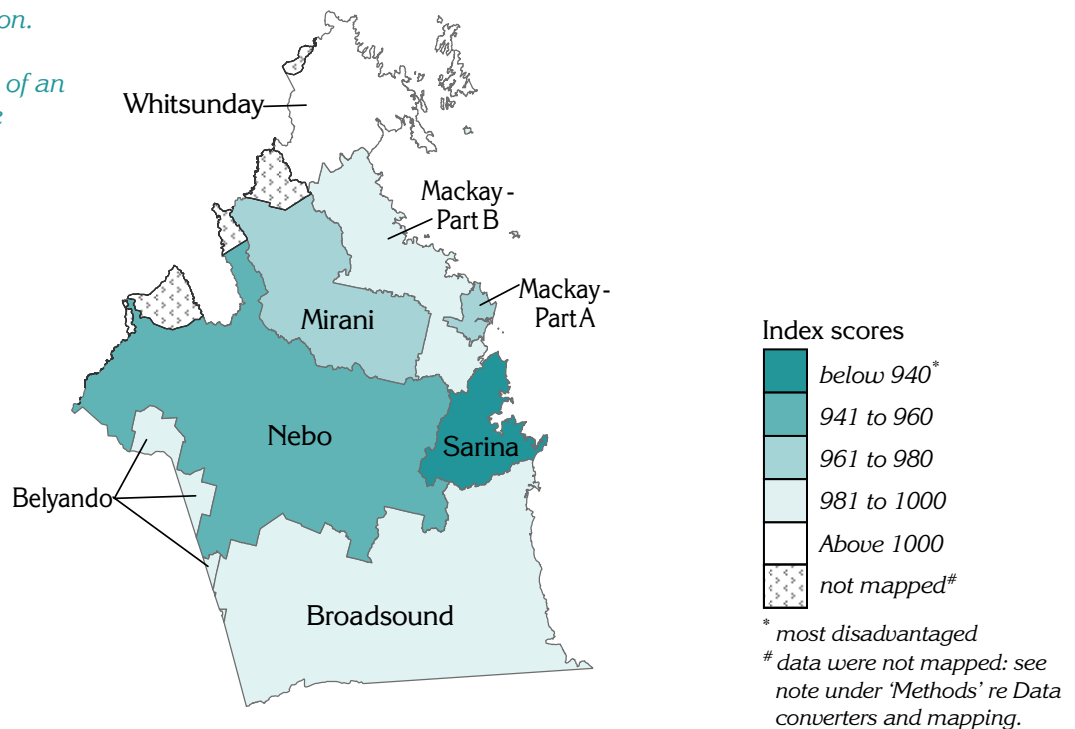 on.
of an
Whitsunday
Mackay -
Part B
Mackay -
Part A
Mirani
Nebo
Sarina
Belyando
Broadsound
Index scores
below 940*
941 to 960
961 to 980
981 to 1000
Above 1000
not mapped#
* most disadvantaged
# data were not mapped: see
note under ‘Methods’ re Data
converters and mapping.